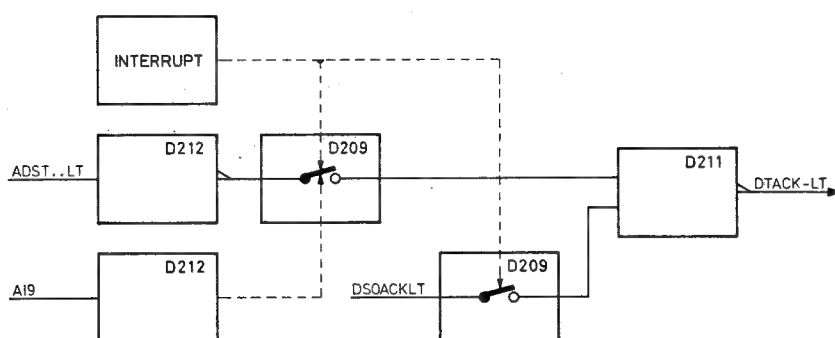 INTERRUPT
D212
D209
D211
ADST..LT
DTACK-LT
D212
D209
A19
DSOACKLT